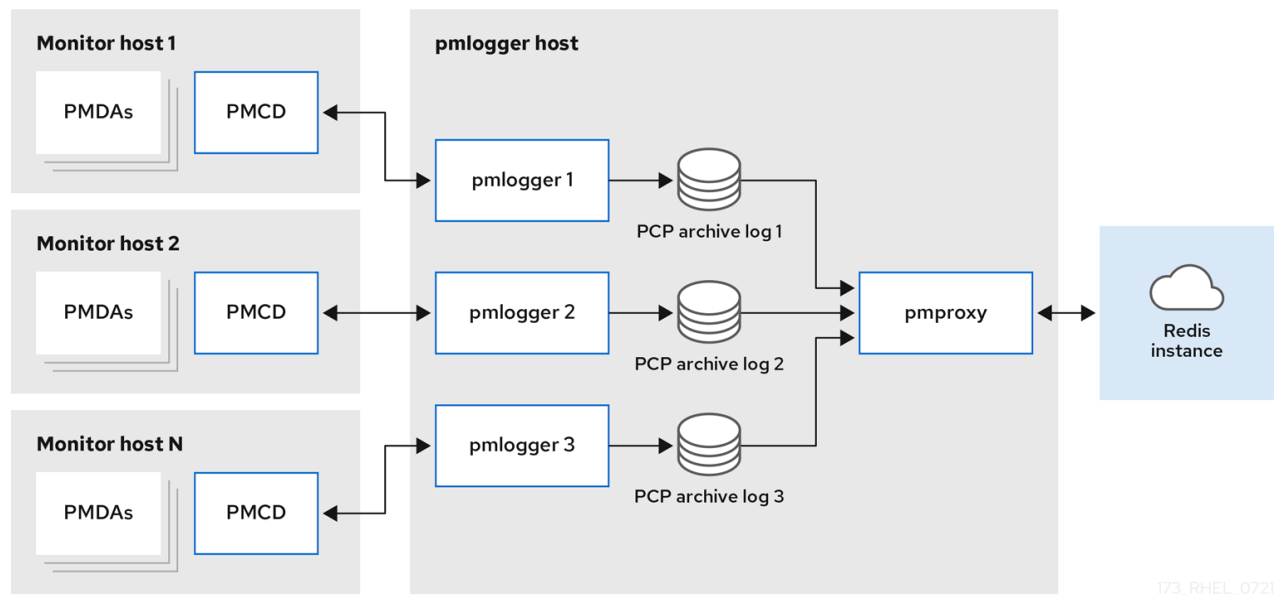 Monitor host 1
PMDAs
PMCD
Monitor host 2
PMDAs
PMCD
Monitor host N
PMDAs
PMCD
pmlogger host
pmlogger 1
PCP archive log 1
pmlogger 2
PCP archive log 2
pmlogger 3
PCP archive log 3
pmproxy
Redis
instance
173_RHEL_0721